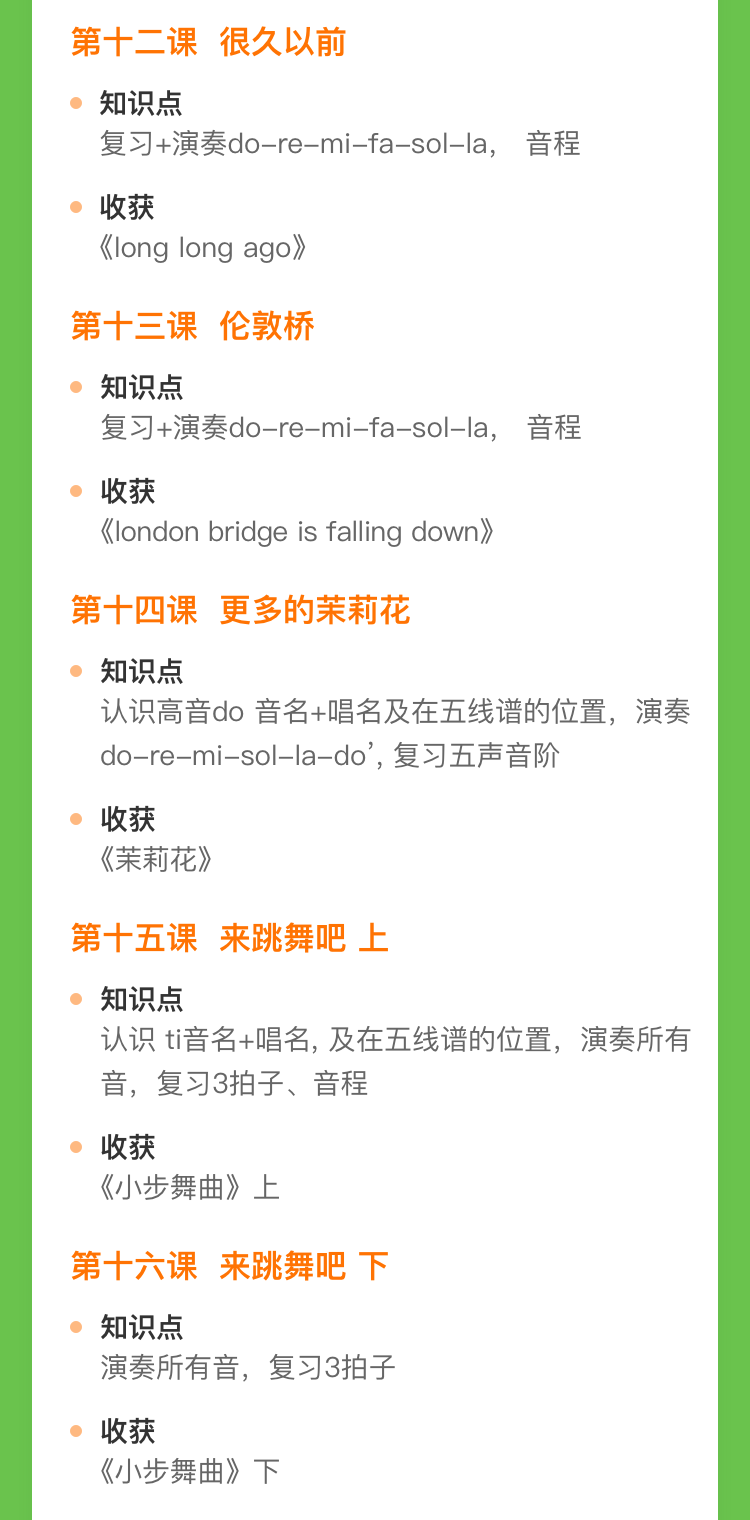 第十二课 很久以前
知识点
复习+演奏do–re–mi–fa–sol–la， 音程
收获
《long long ago》
第十三课 伦敦桥
知识点
复习+演奏do–re–mi–fa–sol–la， 音程
收获
《london bridge is falling down》
第十四课 更多的茉莉花
知识点
认识高音do 音名+唱名及在五线谱的位置，演奏
do–re–mi–sol–la–do’, 复习五声音阶
收获
《茉莉花》
第十五课 来跳舞吧 上
知识点
认识 ti音名+唱名, 及在五线谱的位置，演奏所有
音，复习3拍子、音程
收获
《小步舞曲》上
第十六课 来跳舞吧 下
知识点
演奏所有音，复习3拍子
收获
《小步舞曲》下